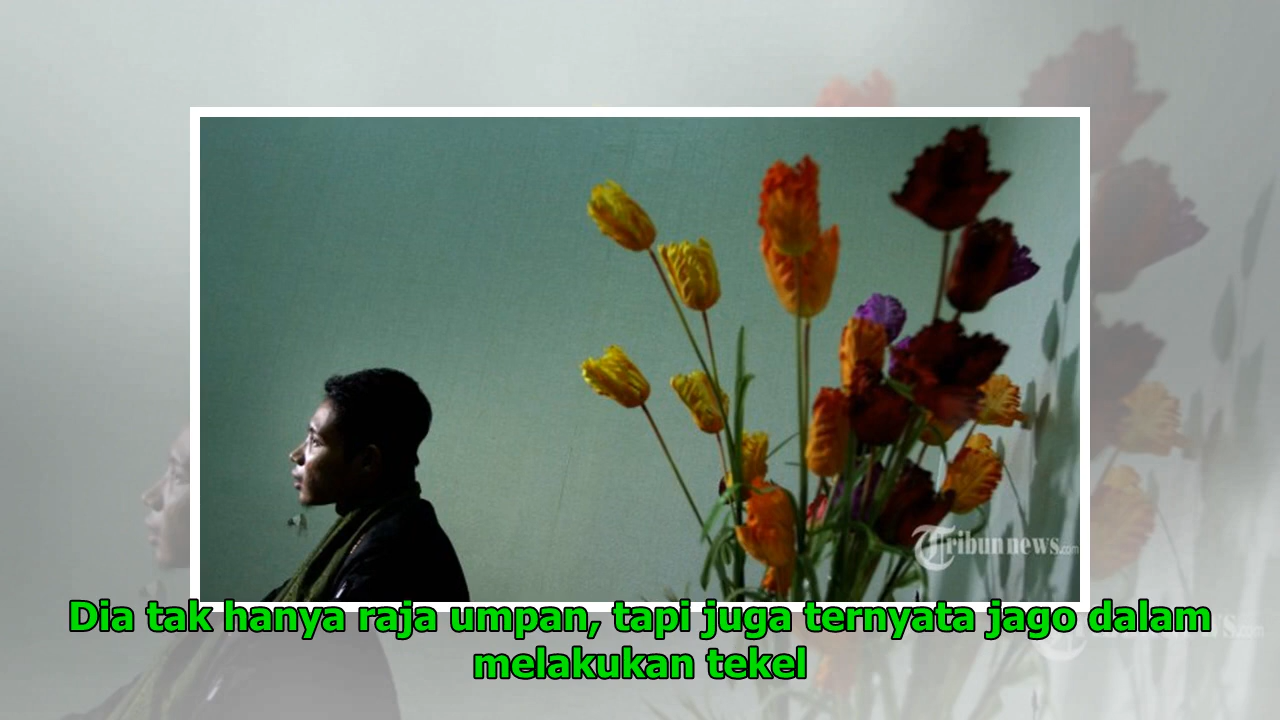 Tribunnews.com
Dia tak hanya raja umpan, tapi juga ternyata jago dalam
melakukan tekel